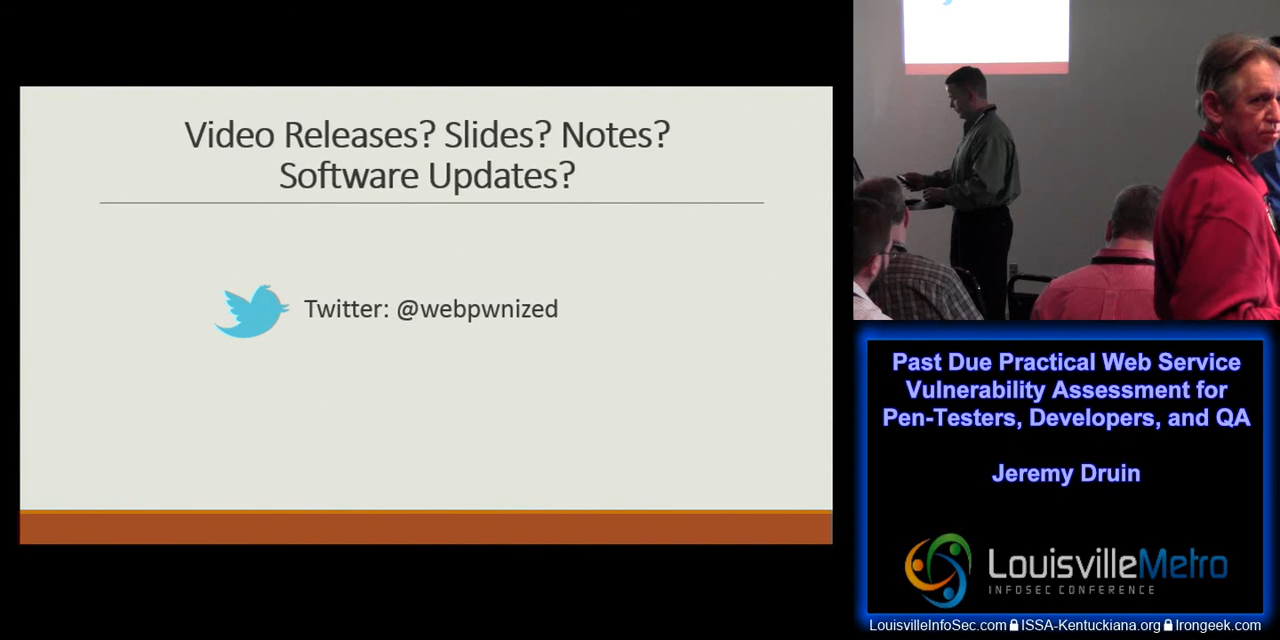 Video Releases? Slides? Notes?
Software Updates?
Twitter: @webpwnized
Past Due Practical Web Service
Vulnerability Assessment for
Pen-Testers, Developers, and QA
Jeremy Druin
LouisvilleMetro
INFOSEC CONFERENCE
LouisvilleInfoSec.com ISSA-Kentuckiana.org Irongeek.com